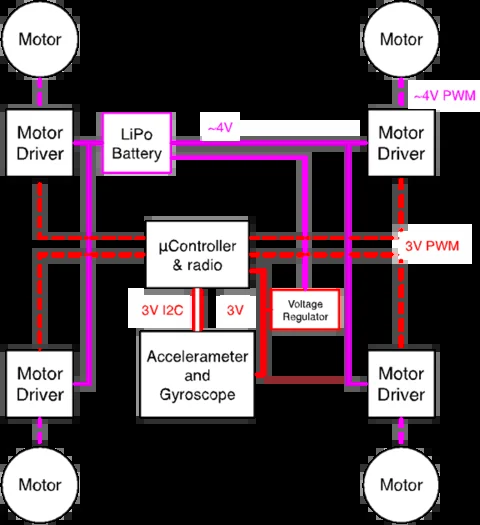 Motor
Motor
~4V PWM
Motor
Driver
LiPo
Battery
~4V
Motor
Driver
µController
& radio
3V PWM
3V I2C
3V
Voltage
Regulator
Accelerameter
and
Gyroscope
Motor
Driver
Motor
Driver
Motor
Motor